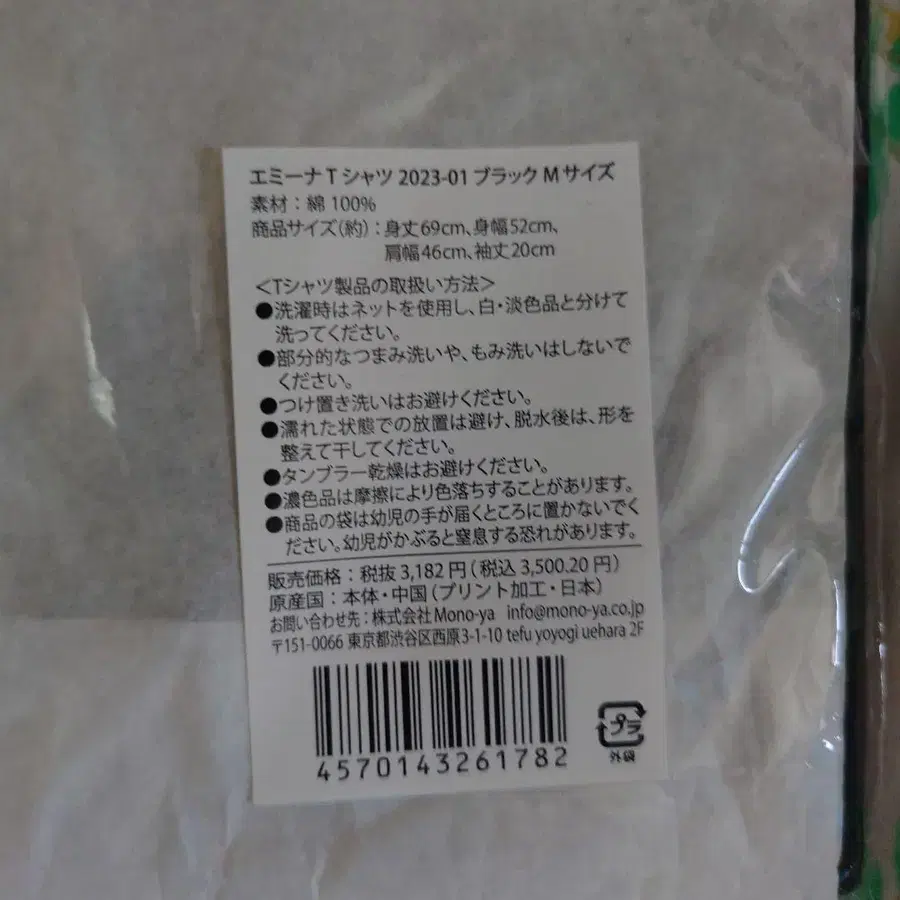 エミーナTシャツ 2023-01 ブラック Mサイズ
素材：綿 100%
商品サイズ（約）：身丈69cm、身幅52cm、
肩幅46cm、袖丈20cm
＜Tシャツ製品の取扱い方法＞
●洗濯時はネットを使用し、白・淡色品と分けて
洗ってください。
●部分的なつまみ洗いや、もみ洗いはしないで
ください。
●つけ置き洗いはお避けください。
●濡れた状態での放置は避け、脱水後は、形を
整えて干してください。
●タンブラー乾燥はお避けください。
●濃色品は摩擦により色落ちすることがあります。
●商品の袋は幼児の手が届くところに置かないでく
ださい。幼児がかぶると窒息する恐れがあります。
販売価格：税抜 3,182 円（税込 3,500.20 円）
原産国：本体・中国（プリント加工・日本）
お問い合わせ先：株式会社Mono-ya info@mono-ya.co.jp
〒151-0066 東京都渋谷区西原3-1-10 tefu yoyogi uehara 2F
4570143261782
プラ
外袋